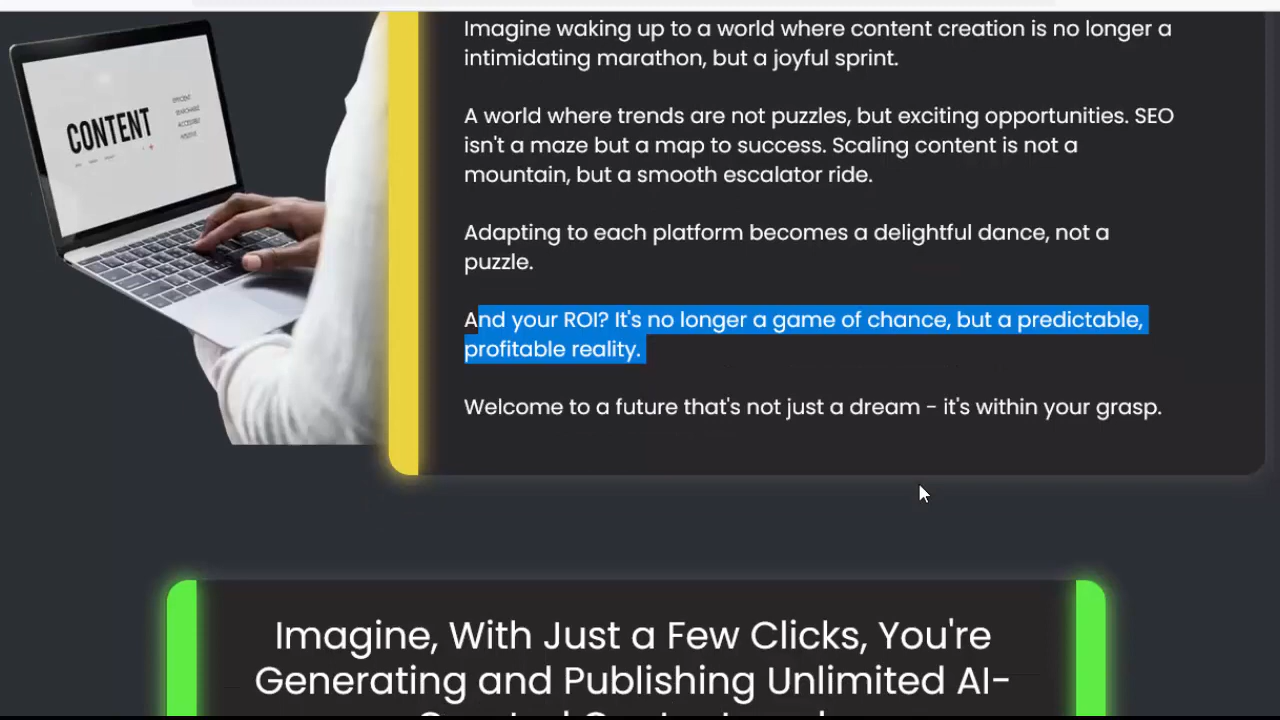 Imagine waking up to a world where content creation is no longer a
intimidating marathon, but a joyful sprint.
A world where trends are not puzzles, but exciting opportunities. SEO
isn't a maze but a map to success. Scaling content is not a
mountain, but a smooth escalator ride.
Adapting to each platform becomes a delightful dance, not a
puzzle.
And your ROI? It's no longer a game of chance, but a predictable,
profitable reality.
Welcome to a future that's not just a dream - it's within your grasp.
CONTENT
EFFICIENT
SEARCHABLE
ACCESSIBLE
Imagine, With Just a Few Clicks, You're
Generating and Publishing Unlimited AI-